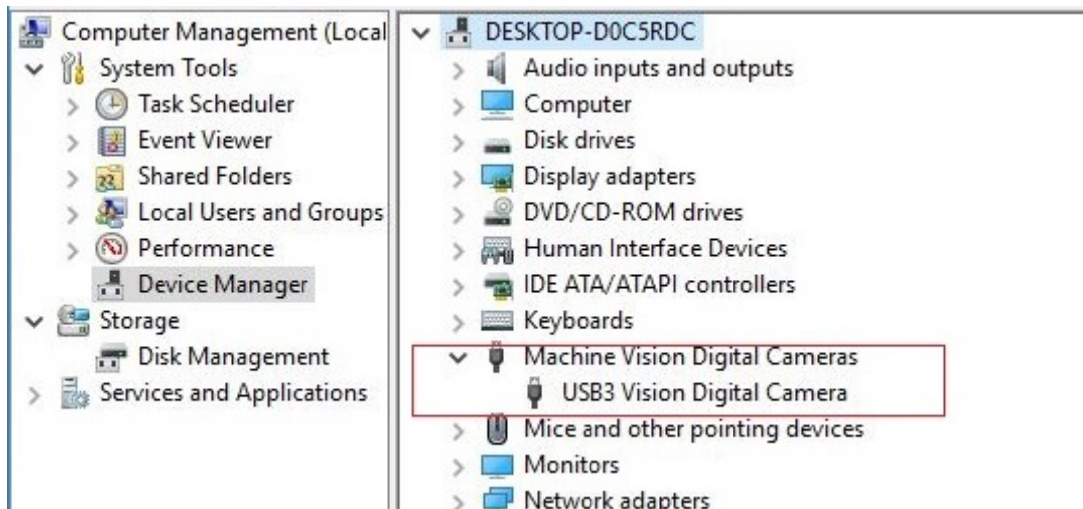 Computer Management (Local
System Tools
Task Scheduler
Event Viewer
Shared Folders
Local Users and Groups
Performance
Device Manager
Storage
Disk Management
Services and Applications
DESKTOP-D0C5RDC
Audio inputs and outputs
Computer
Disk drives
Display adapters
DVD/CD-ROM drives
Human Interface Devices
IDE ATA/ATAPI controllers
Keyboards
Machine Vision Digital Cameras
USB3 Vision Digital Camera
Mice and other pointing devices
Monitors
Network adapters